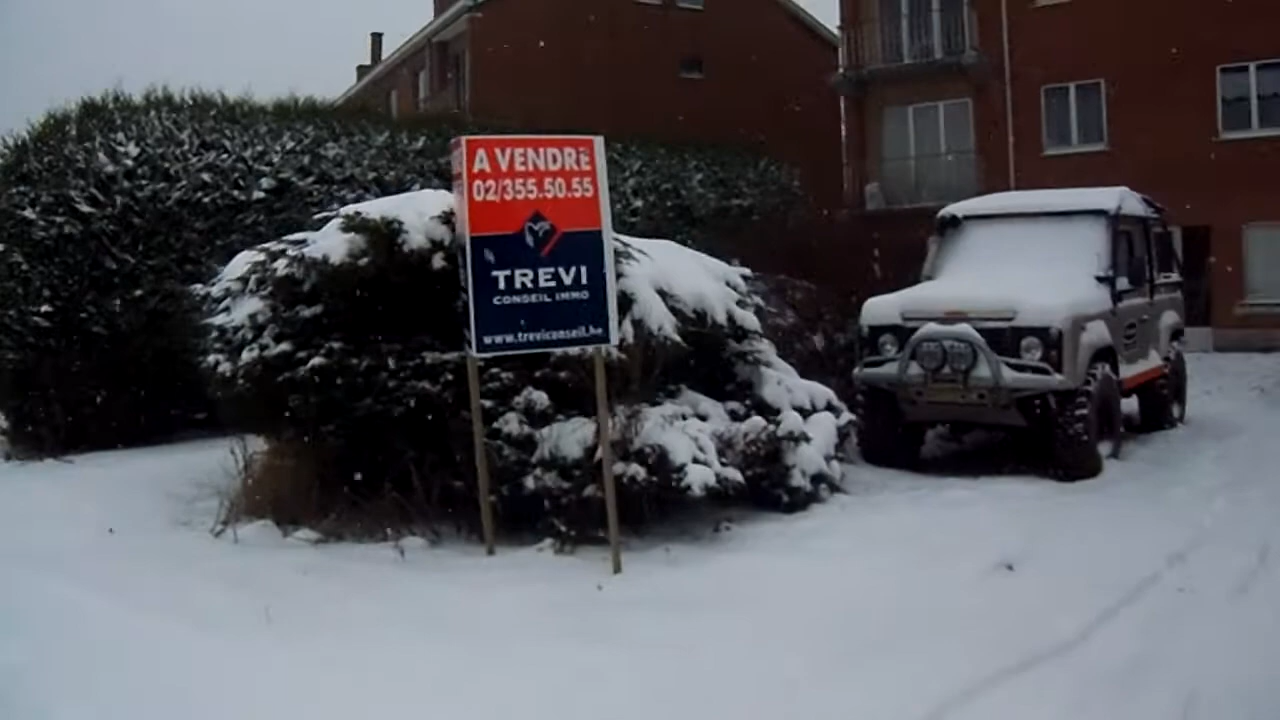 A VENDRE
02/355.50.55
TREVI
CONSEIL IMMO
www.treviconseil.be